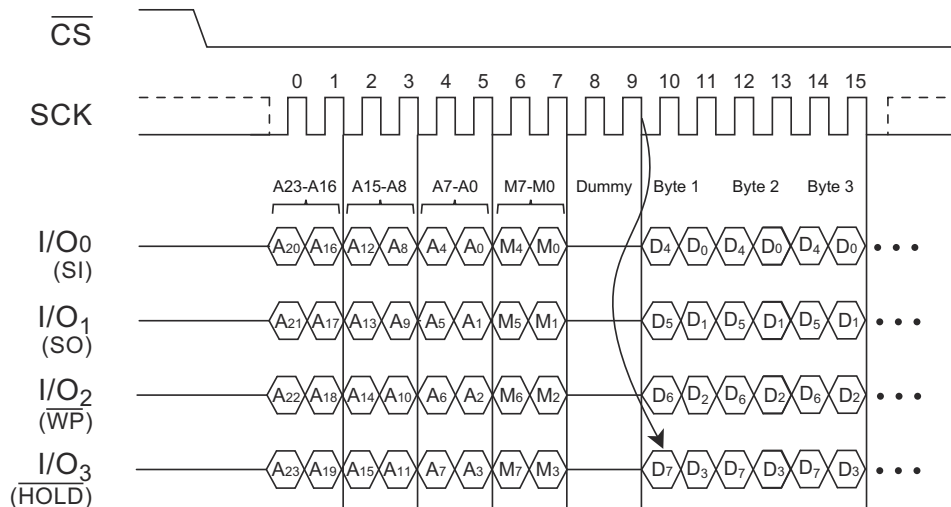 CS
0 1 2 3 4 5 6 7 8 9 10 11 12 13 14 15
SCK
A23-A16 A15-A8 A7-A0 M7-M0 Dummy Byte 1 Byte 2 Byte 3
I/O0 A20 A16 A12 A8 A4 A0 M4 M0 D4 D0 D4 D0 D4 D0 • • •
(SI)
I/O1 A21 A17 A13 A9 A5 A1 M5 M1 D5 D1 D5 D1 D5 D1 • • •
(SO)
I/O2 A22 A18 A14 A10 A6 A2 M6 M2 D6 D2 D6 D2 D6 D2 • • •
(WP)
I/O3 A23 A19 A15 A11 A7 A3 M7 M3 D7 D3 D7 D3 D7 D3 • • •
(HOLD)